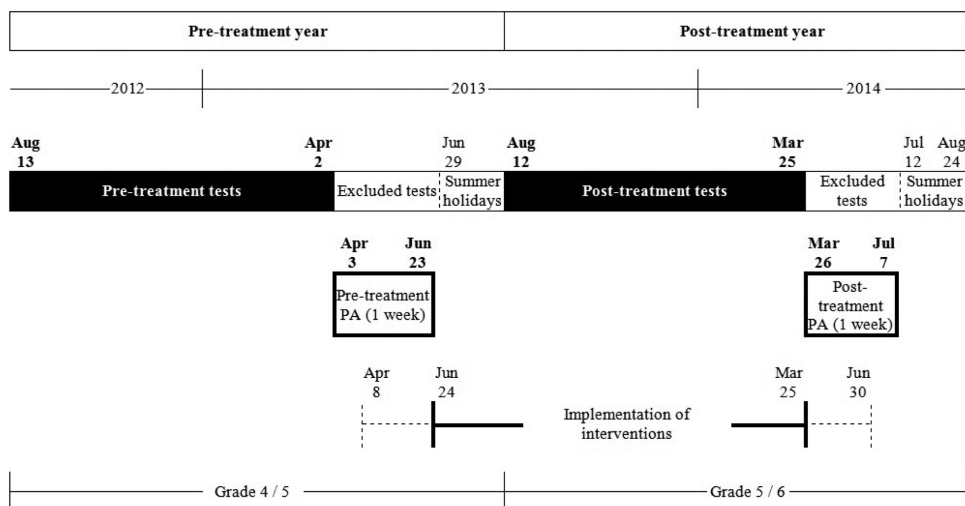 Pre-treatment year Post-treatment year
2012 2013 2014
Aug Apr Jun Aug Mar Jul Aug
13 2 29 12 25 12 24
Pre-treatment tests Excluded tests Summer holidays Post-treatment tests Excluded tests Summer holidays
Apr Jun Mar Jul
3 23 26 7
Pre-treatment
PA (1 week)
Post-
treatment
PA (1 week)
Apr Jun Mar Jun
8 24 25 30
Implementation of
interventions
Grade 4 / 5 Grade 5 / 6